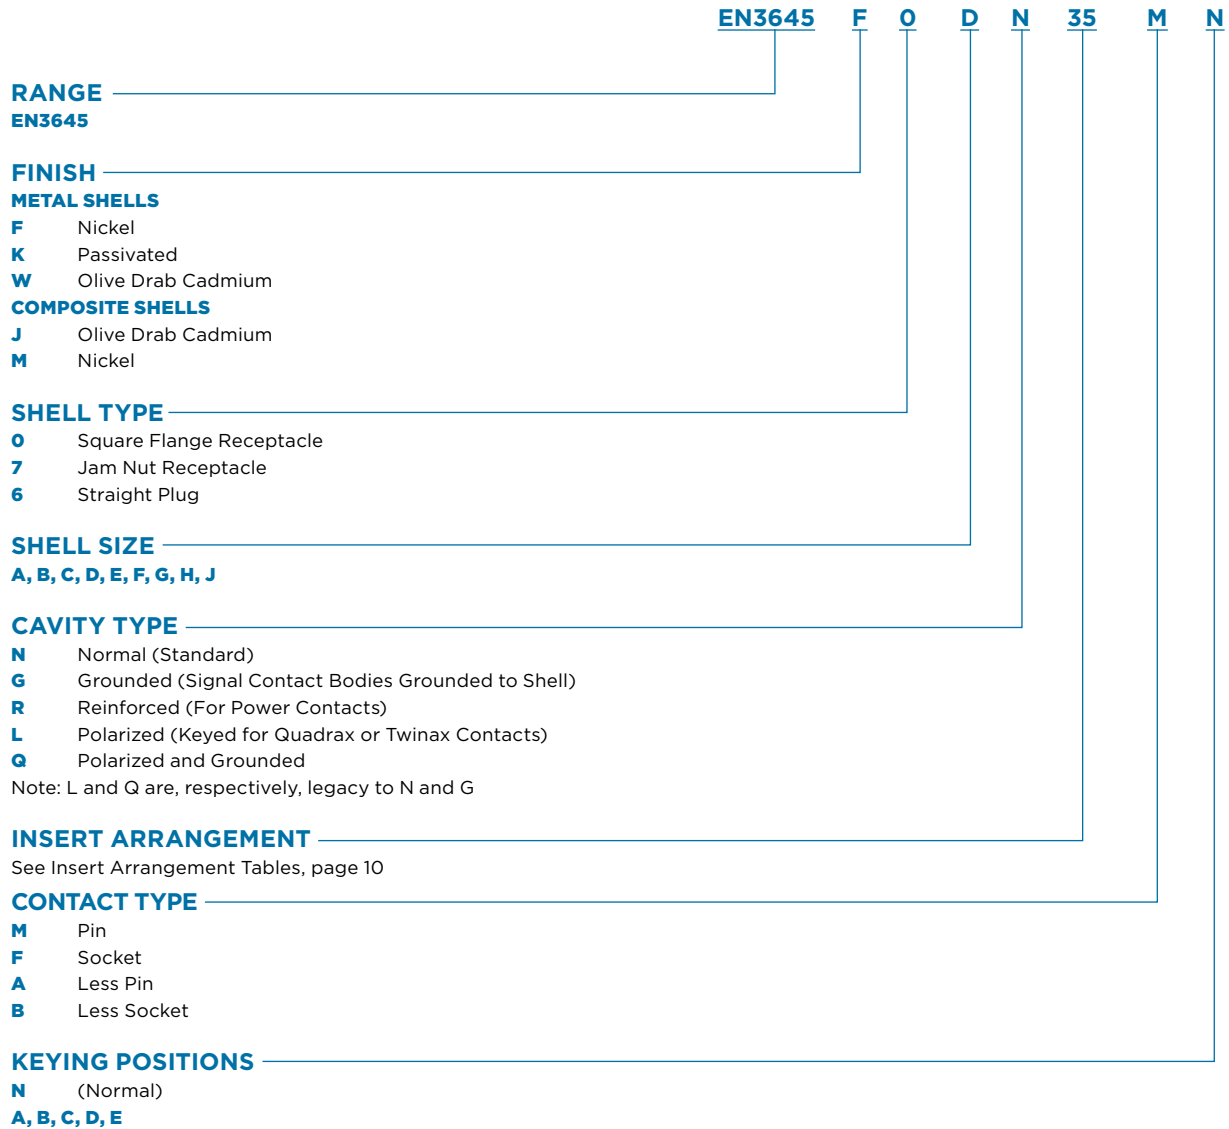 EN3645 F 0 D N 35 M N
RANGE
EN3645
FINISH
METAL SHELLS
F Nickel
K Passivated
W Olive Drab Cadmium
COMPOSITE SHELLS
J Olive Drab Cadmium
M Nickel
SHELL TYPE
0 Square Flange Receptacle
7 Jam Nut Receptacle
6 Straight Plug
SHELL SIZE
A, B, C, D, E, F, G, H, J
CAVITY TYPE
N Normal (Standard)
G Grounded (Signal Contact Bodies Grounded to Shell)
R Reinforced (For Power Contacts)
L Polarized (Keyed for Quadrax or Twinax Contacts)
Q Polarized and Grounded
Note: L and Q are, respectively, legacy to N and G
INSERT ARRANGEMENT
See Insert Arrangement Tables, page 10
CONTACT TYPE
M Pin
F Socket
A Less Pin
B Less Socket
KEYING POSITIONS
N (Normal)
A, B, C, D, E